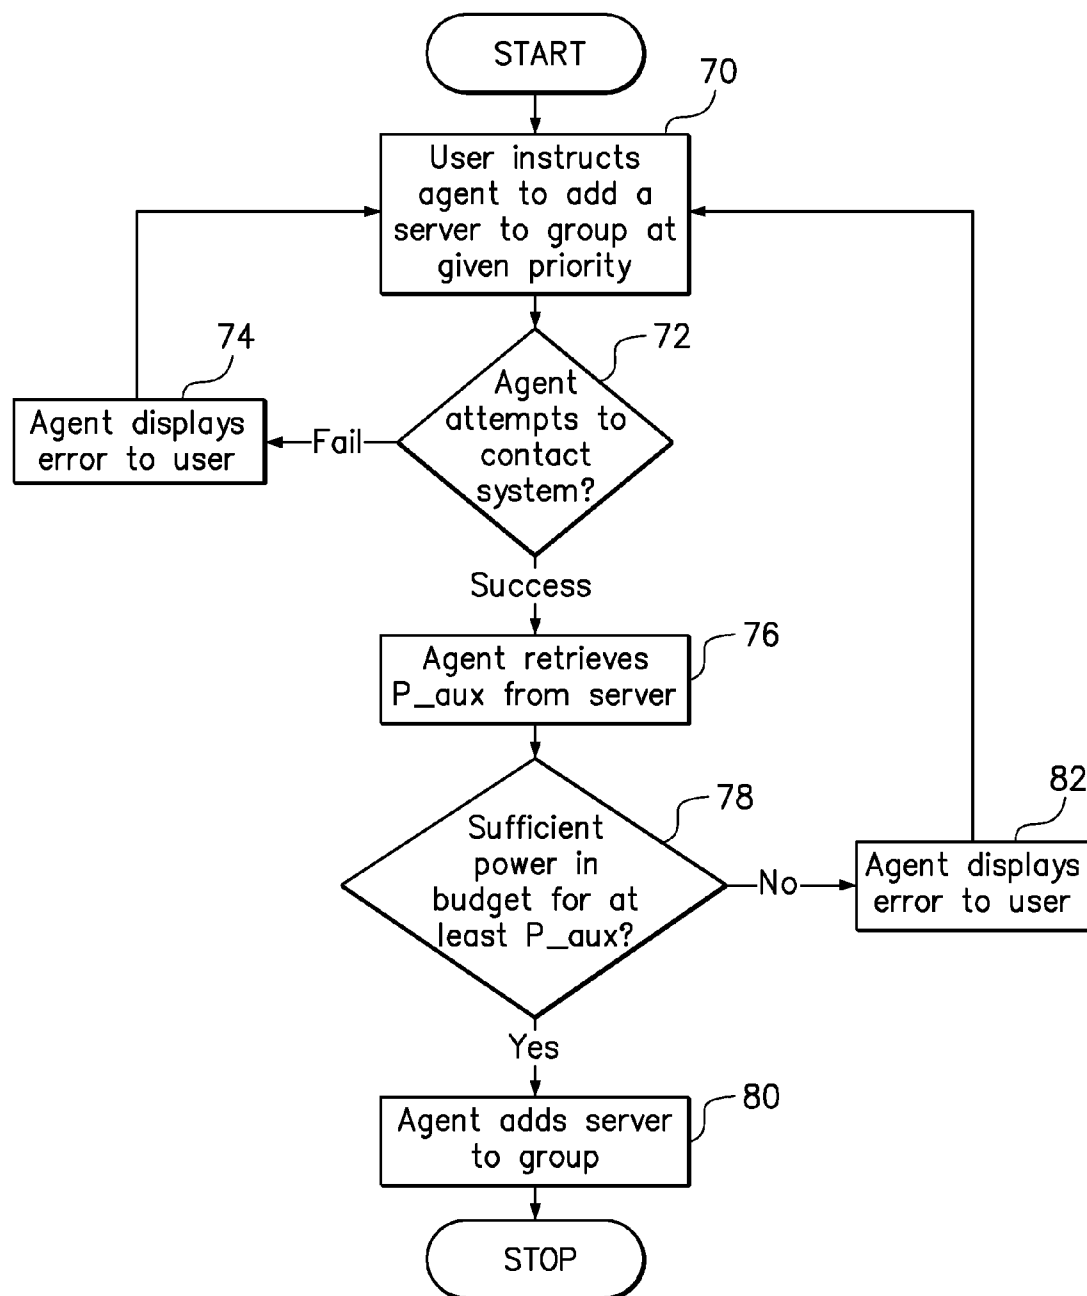 START
70
User instructs
agent to add a
server to group at
given priority
72
Agent
attempts to
contact
system?
74
Agent displays
error to user
Fail
Success
76
Agent retrieves
P_aux from server
78
Sufficient
power in
budget for at
least P_aux?
No
82
Agent displays
error to user
Yes
80
Agent adds server
to group
STOP